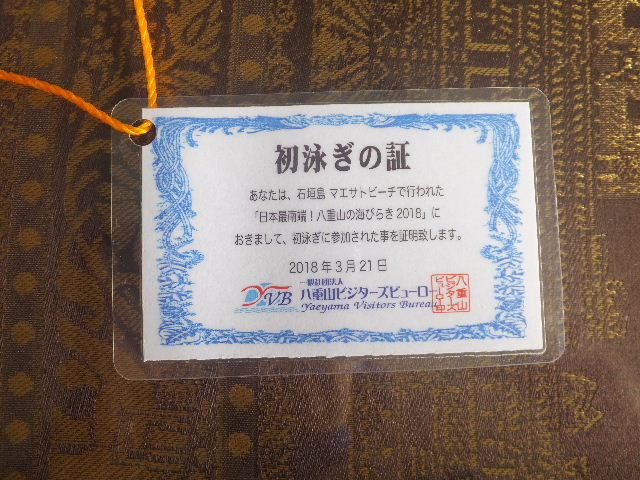 初泳ぎの証
あなたは、石垣島 マエサトビーチで行われた
「日本最南端！八重山の海びらき2018」に
おきまして、初泳ぎに参加された事を証明致します。
2018年3月21日
一般社団法人
YVB 八重山ビジターズビューロー
Yaeyama Visitors Bureau
八重山